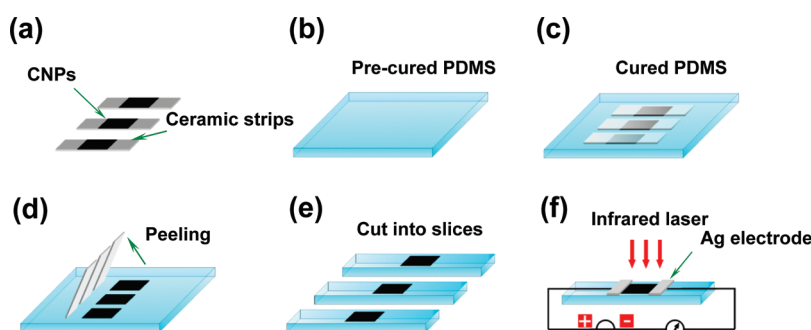 (a)
CNPs
Ceramic strips
(b)
Pre-cured PDMS
(c)
Cured PDMS
(d)
Peeling
(e)
Cut into slices
(f)
Infrared laser
Ag electrode
+ -